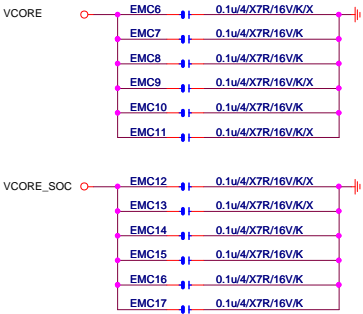 VCORE
EMC6 0.1u/4/X7R/16V/K/X
EMC7 0.1u/4/X7R/16V/K
EMC8 0.1u/4/X7R/16V/K
EMC9 0.1u/4/X7R/16V/K/X
EMC10 0.1u/4/X7R/16V/K
EMC11 0.1u/4/X7R/16V/K/X
VCORE_SOC
EMC12 0.1u/4/X7R/16V/K/X
EMC13 0.1u/4/X7R/16V/K/X
EMC14 0.1u/4/X7R/16V/K
EMC15 0.1u/4/X7R/16V/K
EMC16 0.1u/4/X7R/16V/K
EMC17 0.1u/4/X7R/16V/K